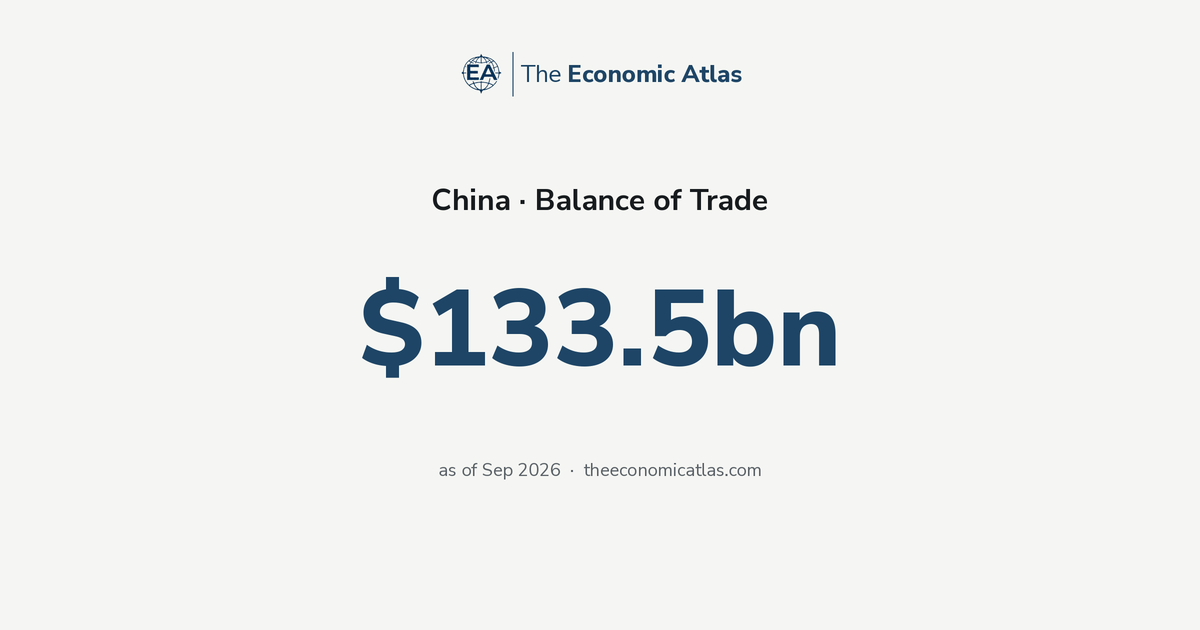 EA The Economic Atlas
China · Balance of Trade
$133.5bn
as of Sep 2026 · theeconomicatlas.com